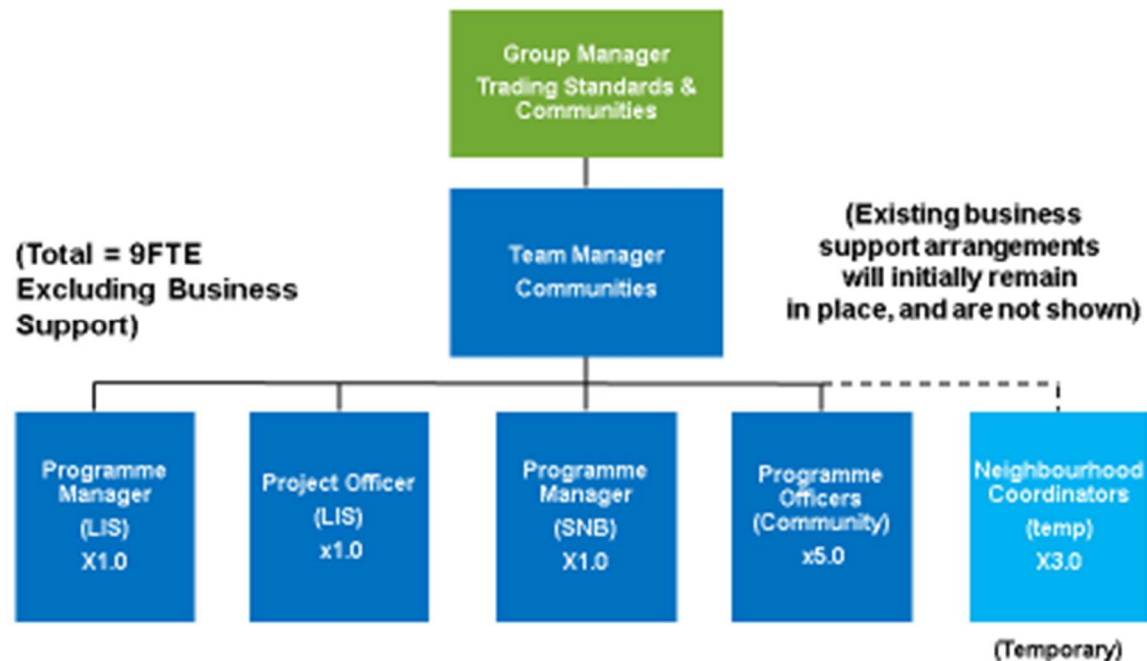 Group Manager
Trading Standards &
Communities
(Total = 9FTE
Excluding Business
Support)
Team Manager
Communities
(Existing business
support arrangements
will initially remain
in place, and are not shown)
Programme
Manager
(LIS)
X1.0
Project Officer
(LIS)
x1.0
Programme
Manager
(SNB)
X1.0
Programme
Officers
(Community)
x5.0
Neighbourhood
Coordinators
(temp)
X3.0
(Temporary)